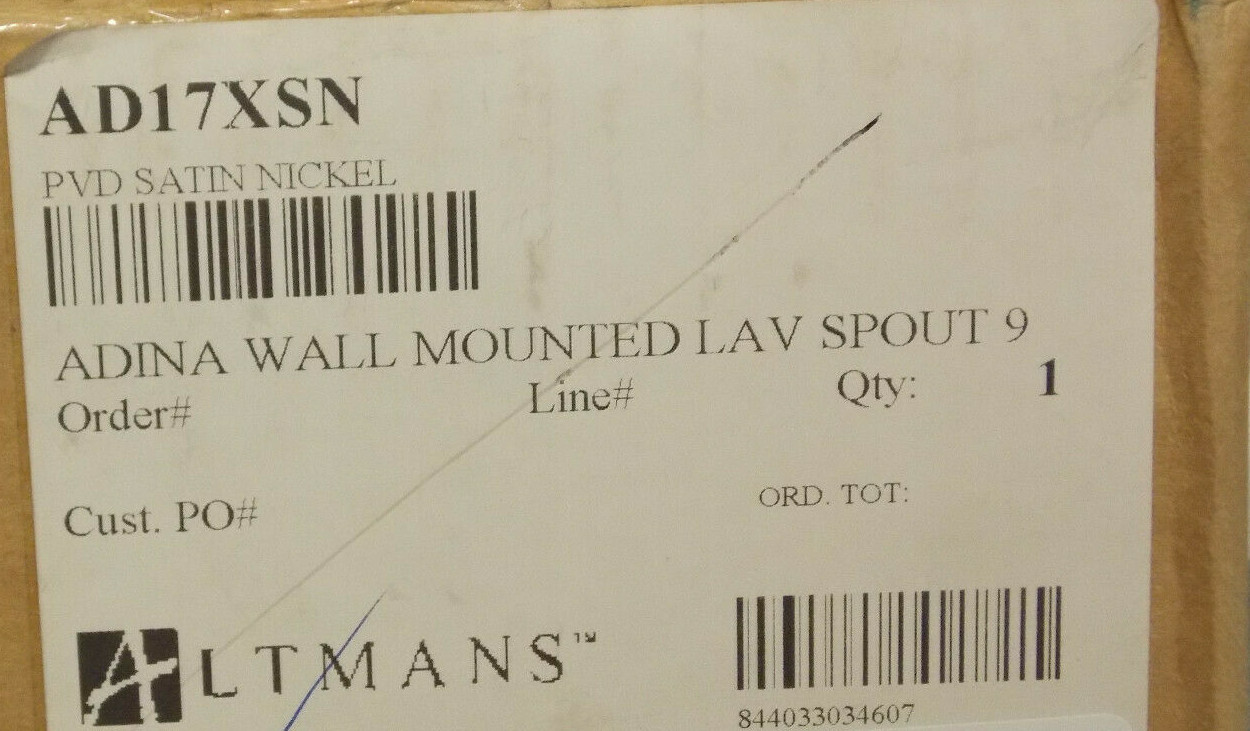 AD17XSN
PVD SATIN NICKEL
ADINA WALL MOUNTED LAV SPOUT 9
Order# Line# Qty: 1
Cust. PO# ORD. TOT:
ALTMANS™
844033034607